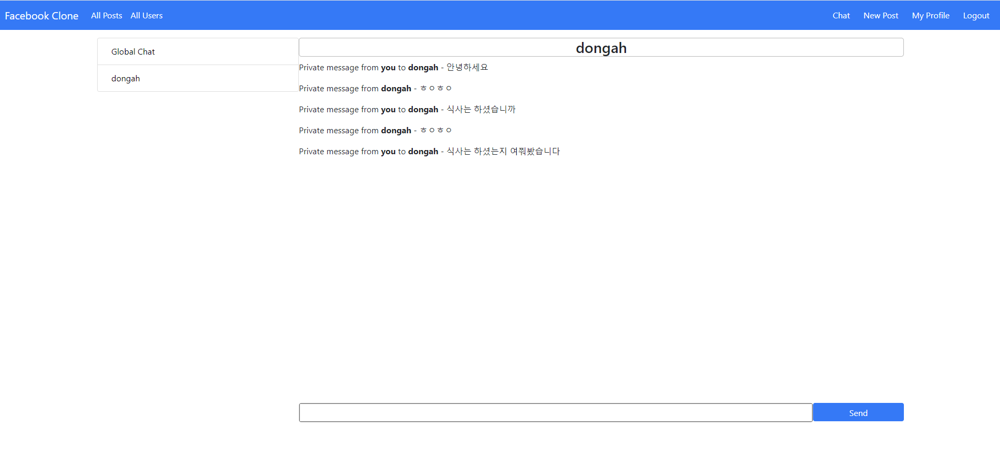 Facebook Clone All Posts All Users Chat New Post My Profile Logout
Global Chat
dongah
dongah
Private message from you to dongah - 안녕하세요
Private message from dongah - ㅎㅇㅎㅇ
Private message from you to dongah - 식사는 하셨습니까
Private message from dongah - ㅎㅇㅎㅇ
Private message from you to dongah - 식사는 하셨는지 여쭤봤습니다
Send